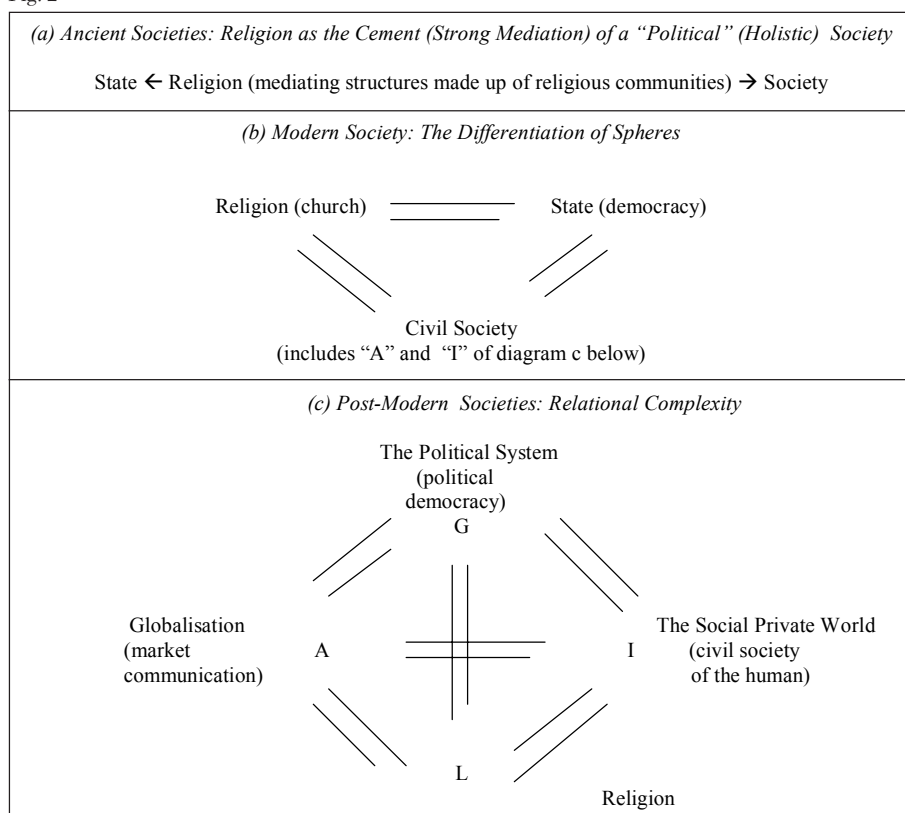 (a) Ancient Societies: Religion as the Cement (Strong Mediation) of a “Political” (Holistic) Society
State ← Religion (mediating structures made up of religious communities) → Society
(b) Modern Society: The Differentiation of Spheres
Religion (church) State (democracy)
Civil Society
(includes “A” and “I” of diagram c below)
(c) Post-Modern Societies: Relational Complexity
The Political System
(political
democracy)
G
Globalisation
(market
communication)
A
I
The Social Private World
(civil society
of the human)
L
Religion